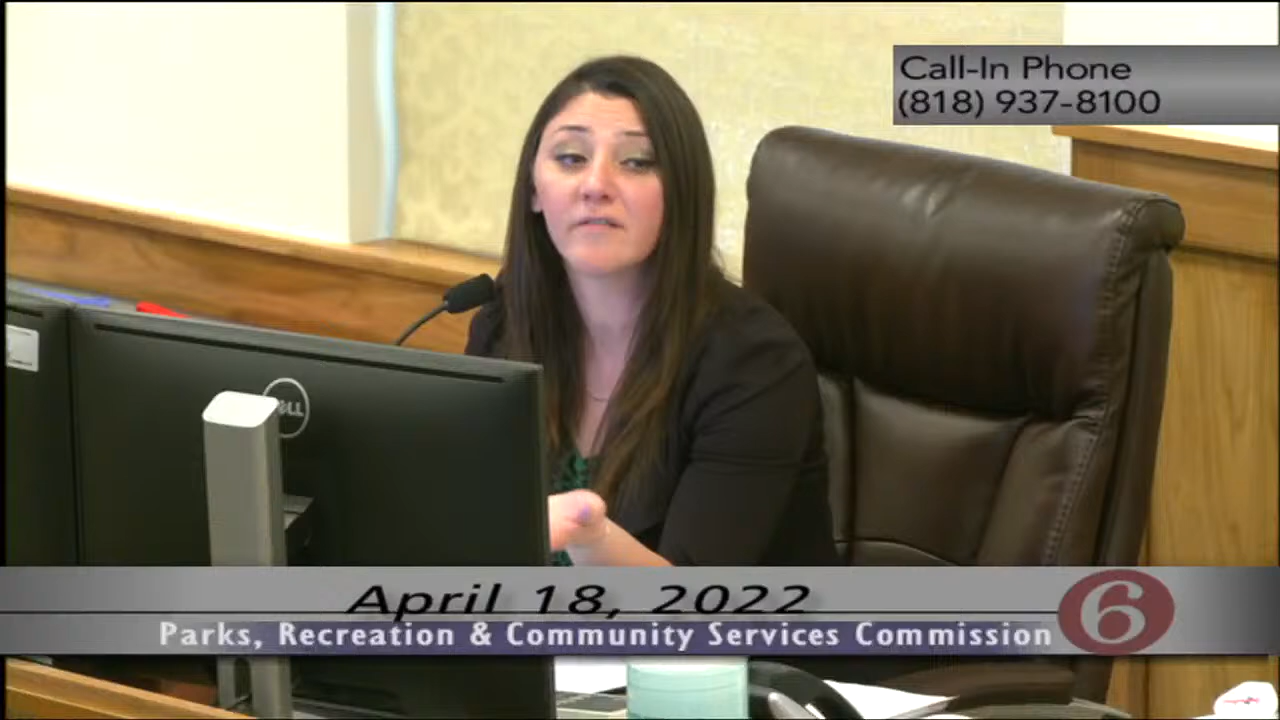 Call-In Phone
(818) 937-8100
DELL
April 18, 2022
Parks, Recreation & Community Services Commission
6